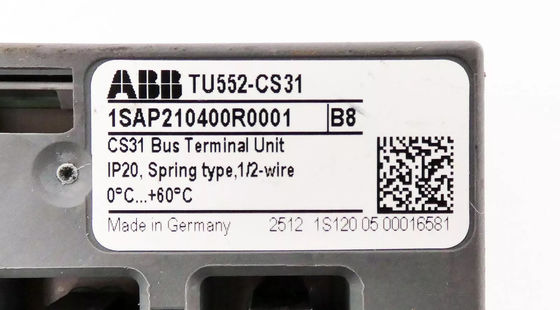 ABB TU552-CS31
1SAP210400R0001 B8
CS31 Bus Terminal Unit
IP20, Spring type,1/2-wire
0°C...+60°C
Made in Germany 2512 1S120 05 00016581